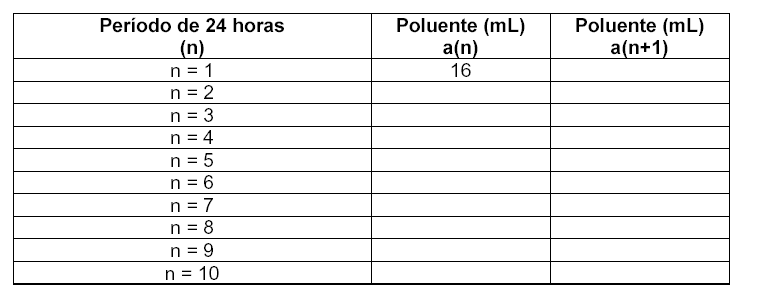 Período de 24 horas Poluente (mL) Poluente (mL)
(n) a(n) a(n+1)
n = 1 16
n = 2
n = 3
n = 4
n = 5
n = 6
n = 7
n = 8
n = 9
n = 10